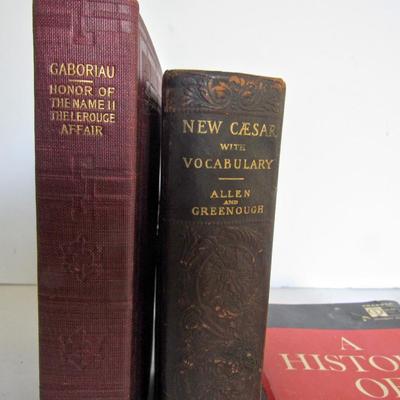 GABORIAU
HONOR OF
THE NAME II
THE LEROUGE
AFFAIR
NEW CÆSAR
WITH
VOCABULARY
ALLEN
AND
GREENOUGH
A
HISTO
OF